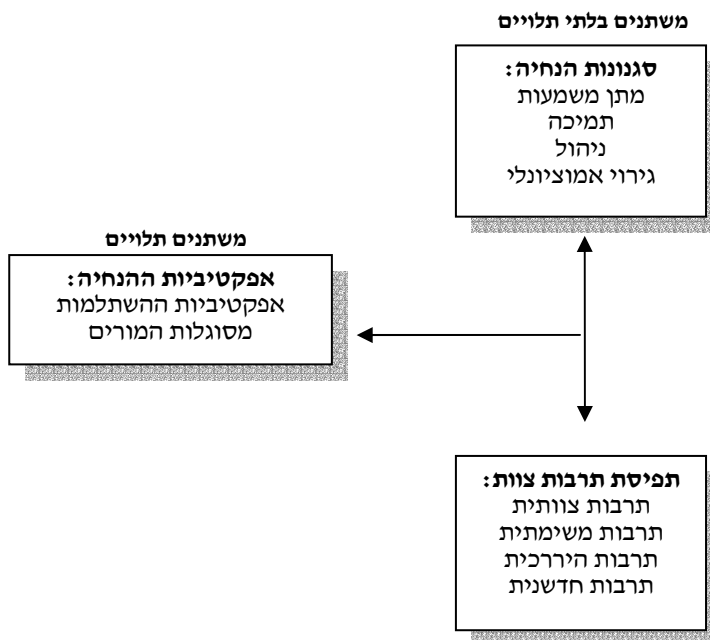 משתנים בלתי תלויים
סגנונות הנחיה:
מתן משמעות
תמיכה
ניהול
גירוי אמוציונלי
משתנים תלויים
אפקטיביות ההנחיה:
אפקטיביות ההשתלמות
מסוגלות המורים
תפיסת תרבות צוות:
תרבות צוותית
תרבות משימתית
תרבות היררכית
תרבות חדשנית